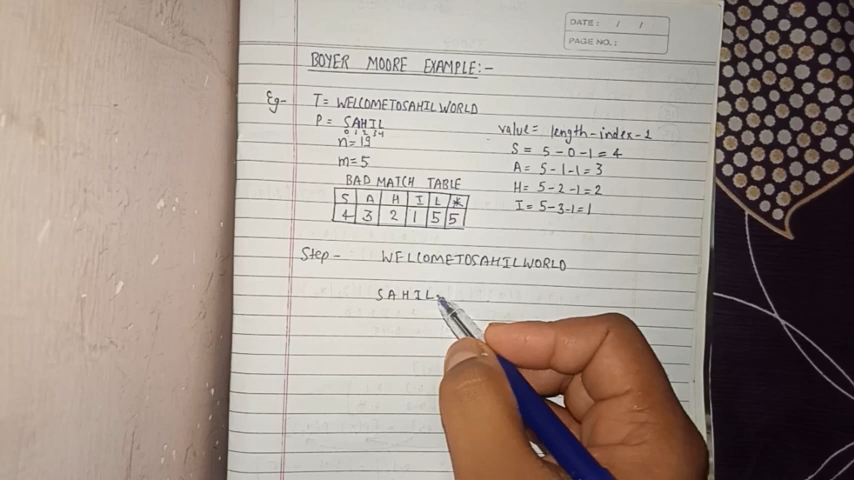 DATE: / /
PAGE NO.:
BOYER MOORE EXAMPLE:-
Eg- T= WELCOMETOSAHILWORLD
P= SAHIL
0 1 2 3 4
n=19
m=5
BAD MATCH TABLE
S A H I L *
4 3 2 1 5 5
value= length-index-1
S = 5-0-1=4
A= 5-1-1=3
H= 5-2-1=2
I= 5-3-1=1
Step- WELCOMETOSAHILWORLD
SAHIL